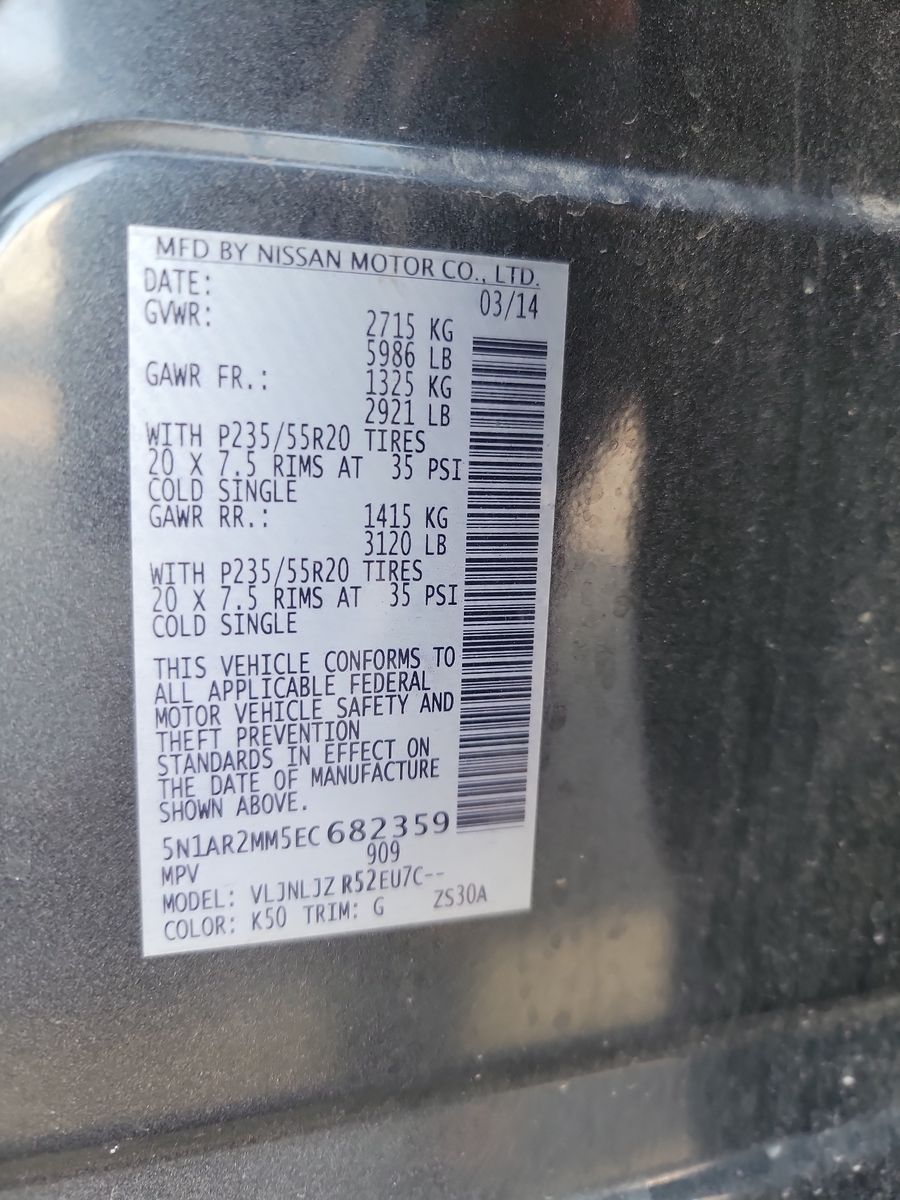 MFD BY NISSAN MOTOR CO., LTD.
DATE: 03/14
GVWR: 2715 KG
5986 LB
GAWR FR.: 1325 KG
2921 LB
WITH P235/55R20 TIRES
20 X 7.5 RIMS AT 35 PSI
COLD SINGLE
GAWR RR.: 1415 KG
3120 LB
WITH P235/55R20 TIRES
20 X 7.5 RIMS AT 35 PSI
COLD SINGLE
THIS VEHICLE CONFORMS TO
ALL APPLICABLE FEDERAL
MOTOR VEHICLE SAFETY AND
THEFT PREVENTION
STANDARDS IN EFFECT ON
THE DATE OF MANUFACTURE
SHOWN ABOVE.
5N1AR2MM5EC682359
MPV 909
MODEL: VLJNLJZ R52EU7C--
COLOR: K50 TRIM: G ZS30A